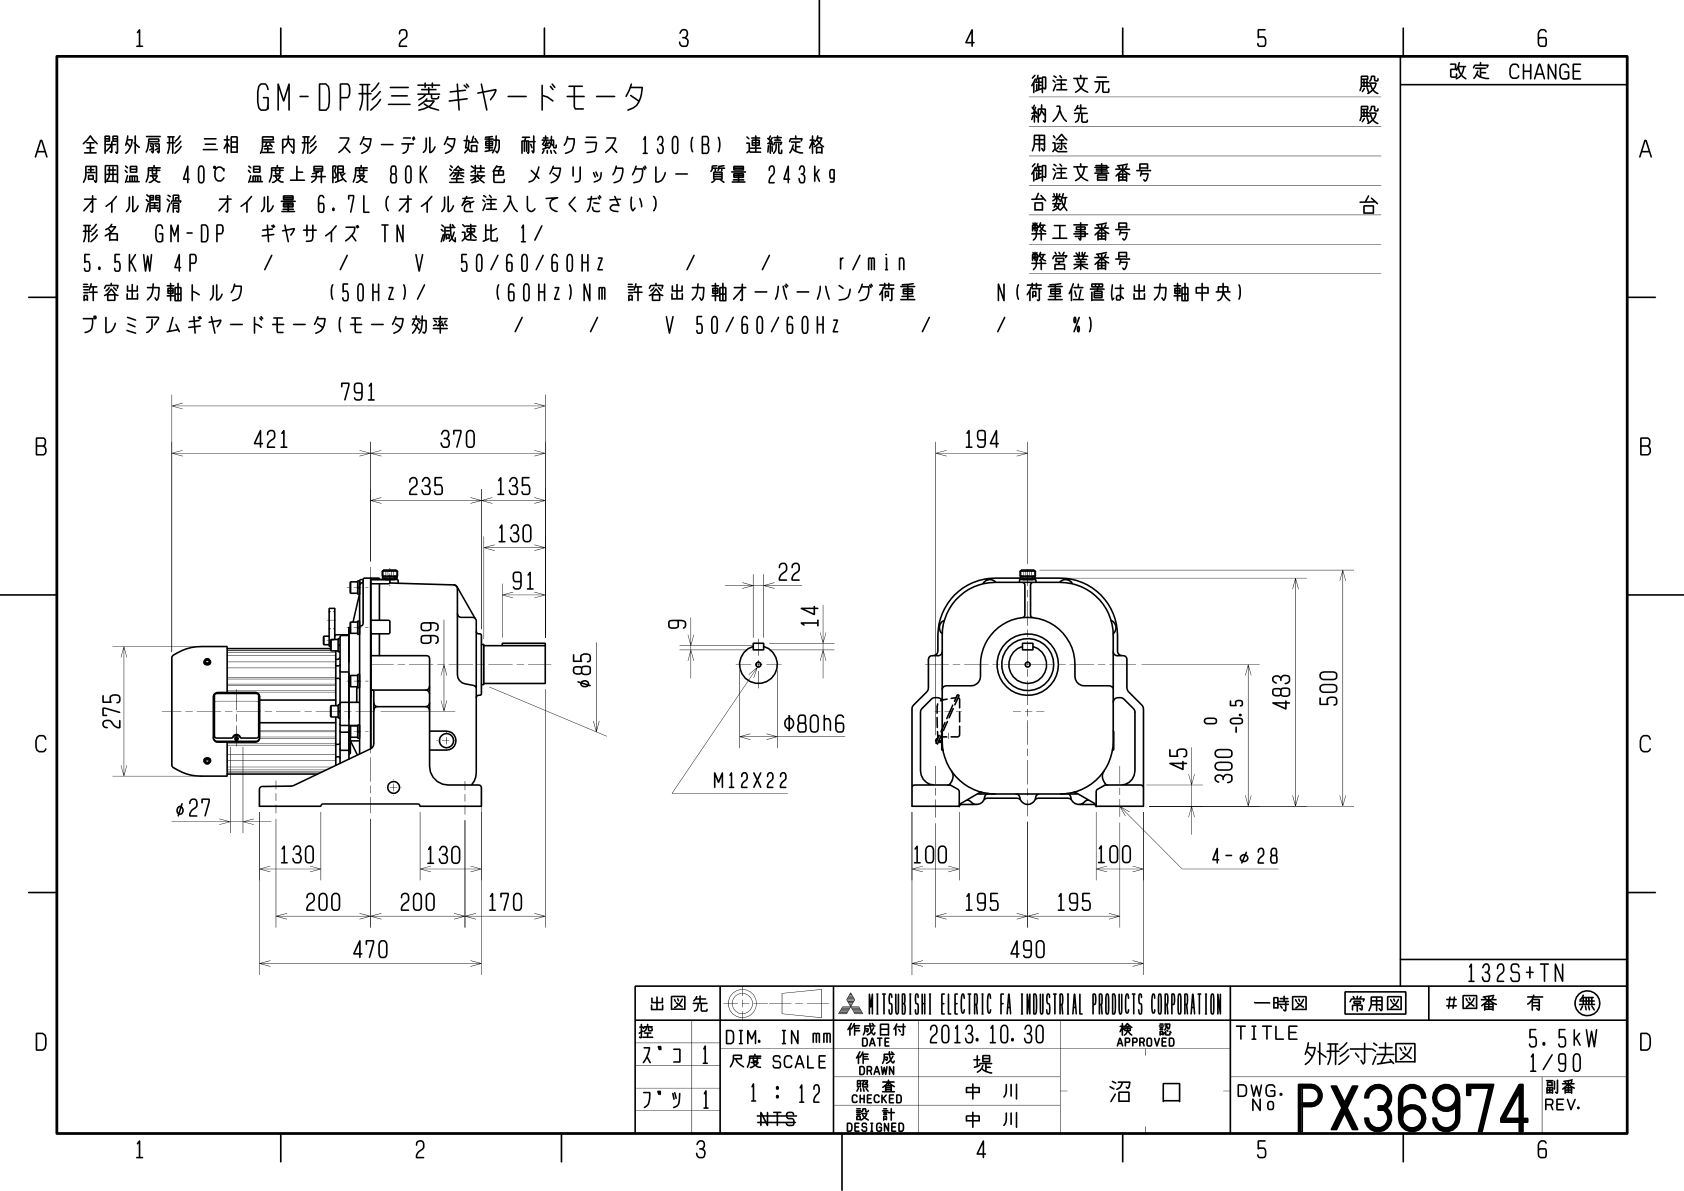 1 2 3 4 5 6
改定 CHANGE
GM-DP形三菱ギヤードモータ
全閉外扇形 三相 屋内形 スターデルタ始動 耐熱クラス 130(B) 連続定格
周囲温度 40℃ 温度上昇限度 80K 塗装色 メタリックグレー 質量 243kg
オイル潤滑 オイル量 6.7L(オイルを注入してください)
形名 GM-DP ギヤサイズ TN 減速比 1/
5.5KW 4P / / V 50/60/60Hz / / r/min
許容出力軸トルク (50Hz)/ (60Hz)Nm 許容出力軸オーバーハング荷重 N(荷重位置は出力軸中央)
プレミアムギヤードモータ(モータ効率 / / V 50/60/60Hz / / %)
御注文元 殿
納入先 殿
用途
御注文書番号
台数 台
弊工事番号
弊営業番号
A
B
C
D
A
B
C
D
791
421 370
235 135
130
91
99
275
φ85
φ27
130 130
200 200 170
470
22
9
14
Φ80h6
M12X22
194
483
500
0
-0.5
300
45
100 100
4-φ28
195 195
490
132S+TN
出図先
控
ズコ 1
ブツ 1
DIM. IN mm
尺度 SCALE
1 : 12
NTS
MITSUBISHI ELECTRIC FA INDUSTRIAL PRODUCTS CORPORATION
作成日付 DATE 2013.10.30
作成 DRAWN 堤
照査 CHECKED 中川
設計 DESIGNED 中川
検認 APPROVED
沼口
一時図 常用図 #図番 有 無
TITLE
外形寸法図
5.5kW
1/90
DWG. No PX36974
副番 REV.
1 2 3 4 5 6